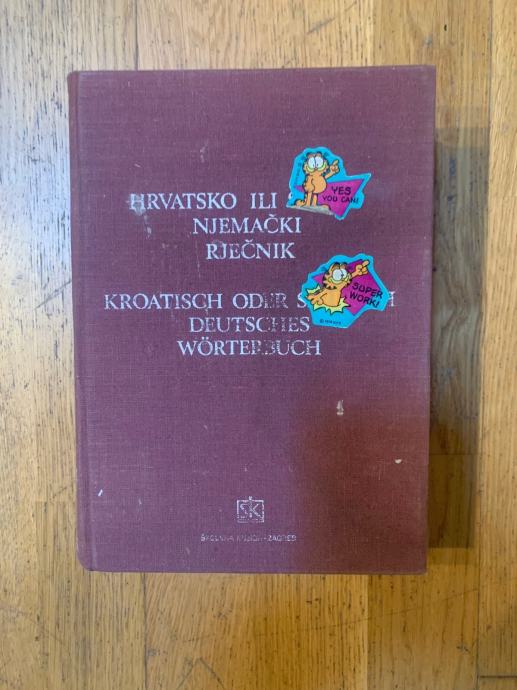 HRVATSKO ILI
NJEMAČKI
RJEČNIK
YES
YOU CAN!
KROATISCH ODER
DEUTSCHES
WÖRTERBUCH
SUPER
WORK!
ŠK
ŠKOLSKA KNJIGA · ZAGREB